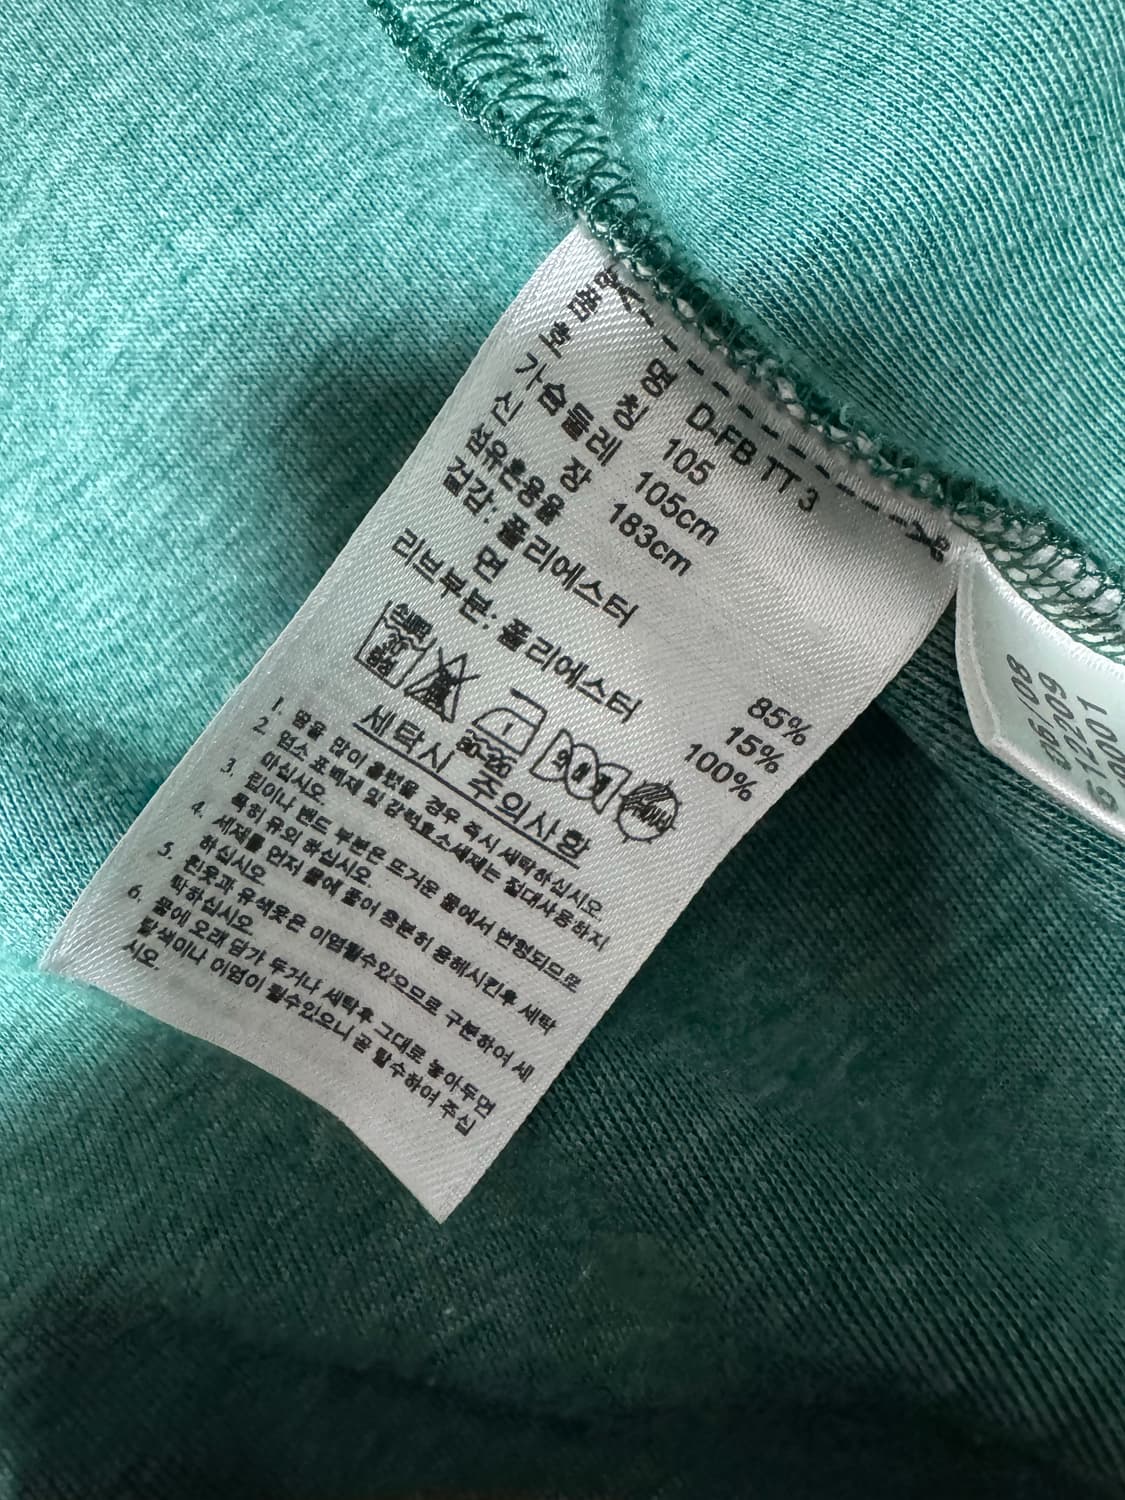 품 명 D-FB TT 3
호 칭 105
가슴둘레 105cm
신 장 183cm
섬유혼용율
겉감: 폴리에스터 85%
면 15%
리브부분: 폴리에스터 100%
세탁시 주의사항
1. 땀을 많이 흘렸을 경우 즉시 세탁하십시오.
2. 염소 표백제 및 강력효소세제는 절대사용하지
마십시오.
3. 립이나 밴드 부분은 뜨거운 물에서 변형되므로
특히 유의 하십시오.
4. 세제를 먼저 물에 풀어 충분히 용해시킨후 세탁
하십시오
5. 흰옷과 유색옷은 이염될수있으므로 구분하여 세
탁하십시오
6. 물에 오래 담가 두거나 세탁후 그대로 놓아두면
탈색이나 이염이 될수있으니 곧 탈수하여 주십
시오.
06/08